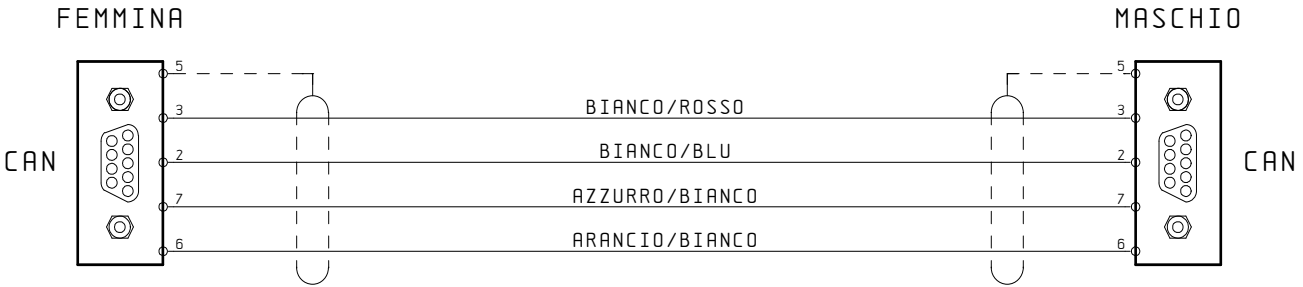 FEMMINA MASCHIO
5 5
3 BIANCO/ROSSO 3
CAN 2 BIANCO/BLU 2 CAN
7 AZZURRO/BIANCO 7
6 ARANCIO/BIANCO 6